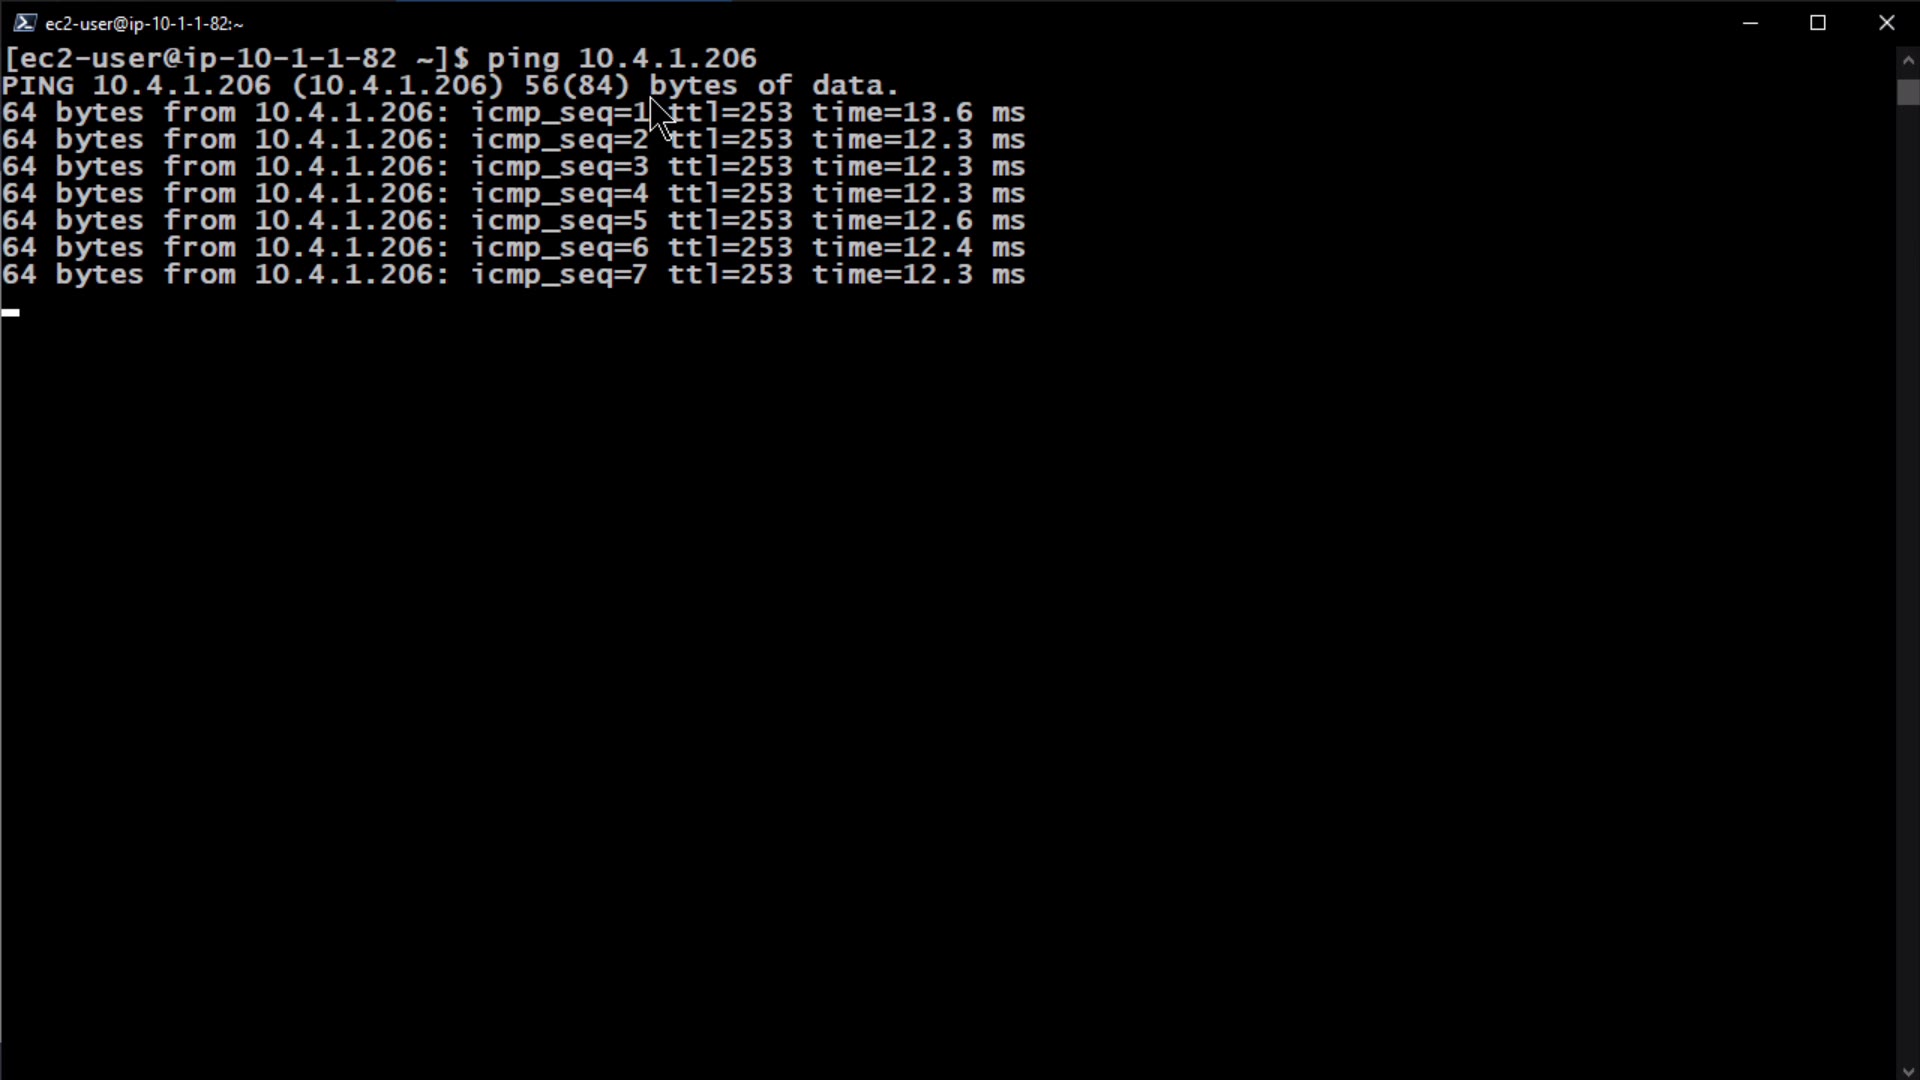 ec2-user@ip-10-1-1-82:~
[ec2-user@ip-10-1-1-82 ~]$ ping 10.4.1.206
PING 10.4.1.206 (10.4.1.206) 56(84) bytes of data.
64 bytes from 10.4.1.206: icmp_seq=1 ttl=253 time=13.6 ms
64 bytes from 10.4.1.206: icmp_seq=2 ttl=253 time=12.3 ms
64 bytes from 10.4.1.206: icmp_seq=3 ttl=253 time=12.3 ms
64 bytes from 10.4.1.206: icmp_seq=4 ttl=253 time=12.3 ms
64 bytes from 10.4.1.206: icmp_seq=5 ttl=253 time=12.6 ms
64 bytes from 10.4.1.206: icmp_seq=6 ttl=253 time=12.4 ms
64 bytes from 10.4.1.206: icmp_seq=7 ttl=253 time=12.3 ms